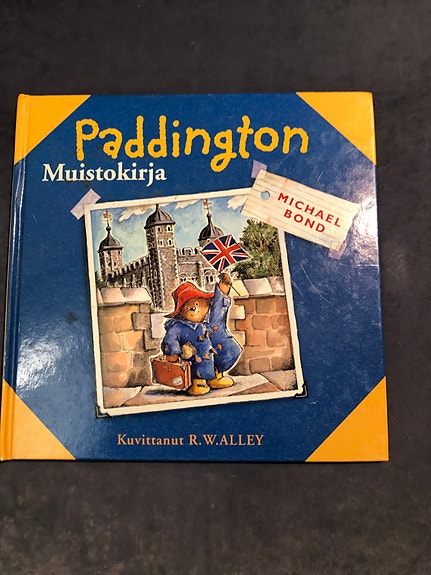 Paddington
Muistokirja
MICHAEL
BOND
Kuvittanut R.W.ALLEY